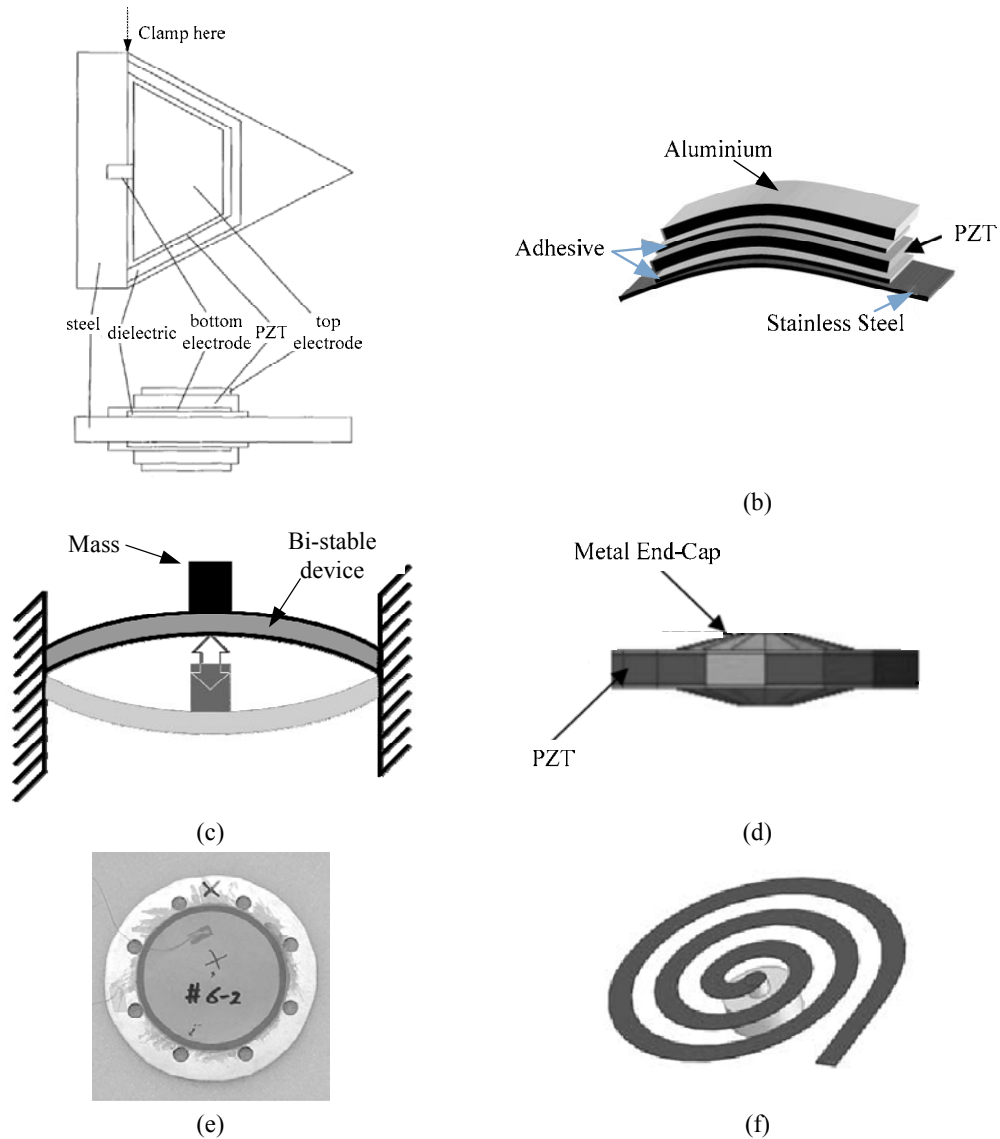 Clamp here
steel
dielectric
bottom
electrode
PZT
top
electrode
Aluminium
Adhesive
PZT
Stainless Steel
(b)
Mass
Bi-stable
device
(c)
Metal End-Cap
PZT
(d)
#6-2
(e)
(f)